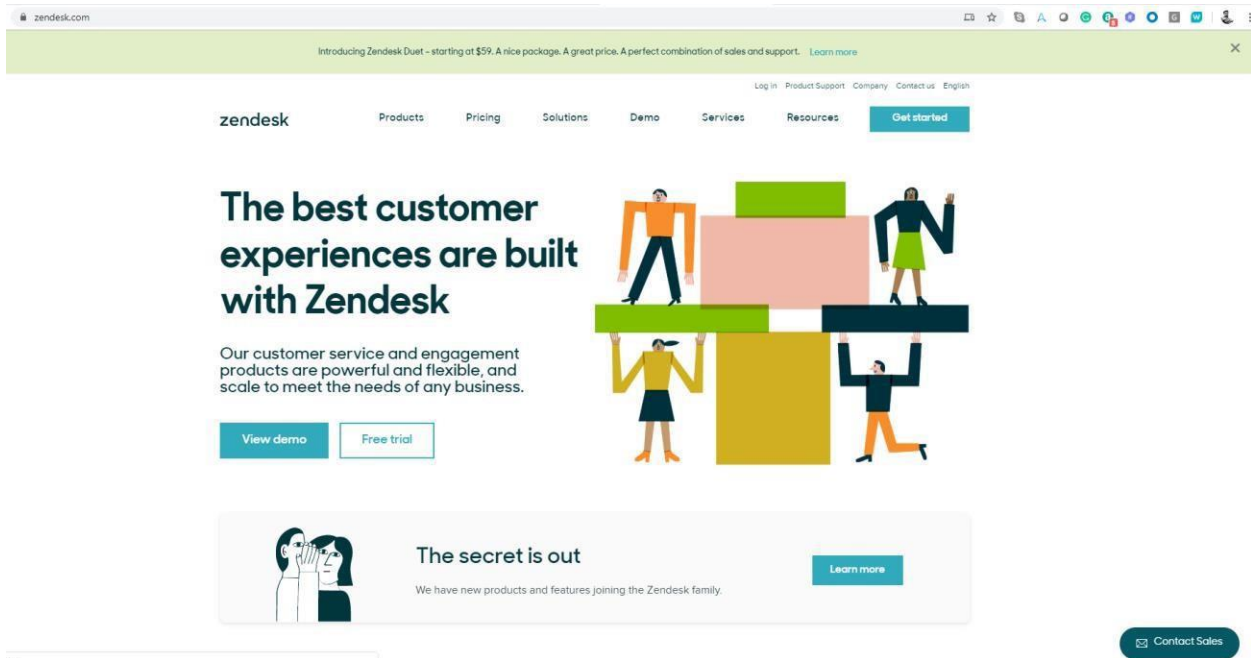 zendesk.com
Introducing Zendesk Duet – starting at $59. A nice package. A great price. A perfect combination of sales and support. Learn more
Log in Product Support Company Contact us English
zendesk Products Pricing Solutions Demo Services Resources Get started
The best customer
experiences are built
with Zendesk
Our customer service and engagement
products are powerful and flexible, and
scale to meet the needs of any business.
View demo Free trial
The secret is out
We have new products and features joining the Zendesk family.
Learn more
Contact Sales